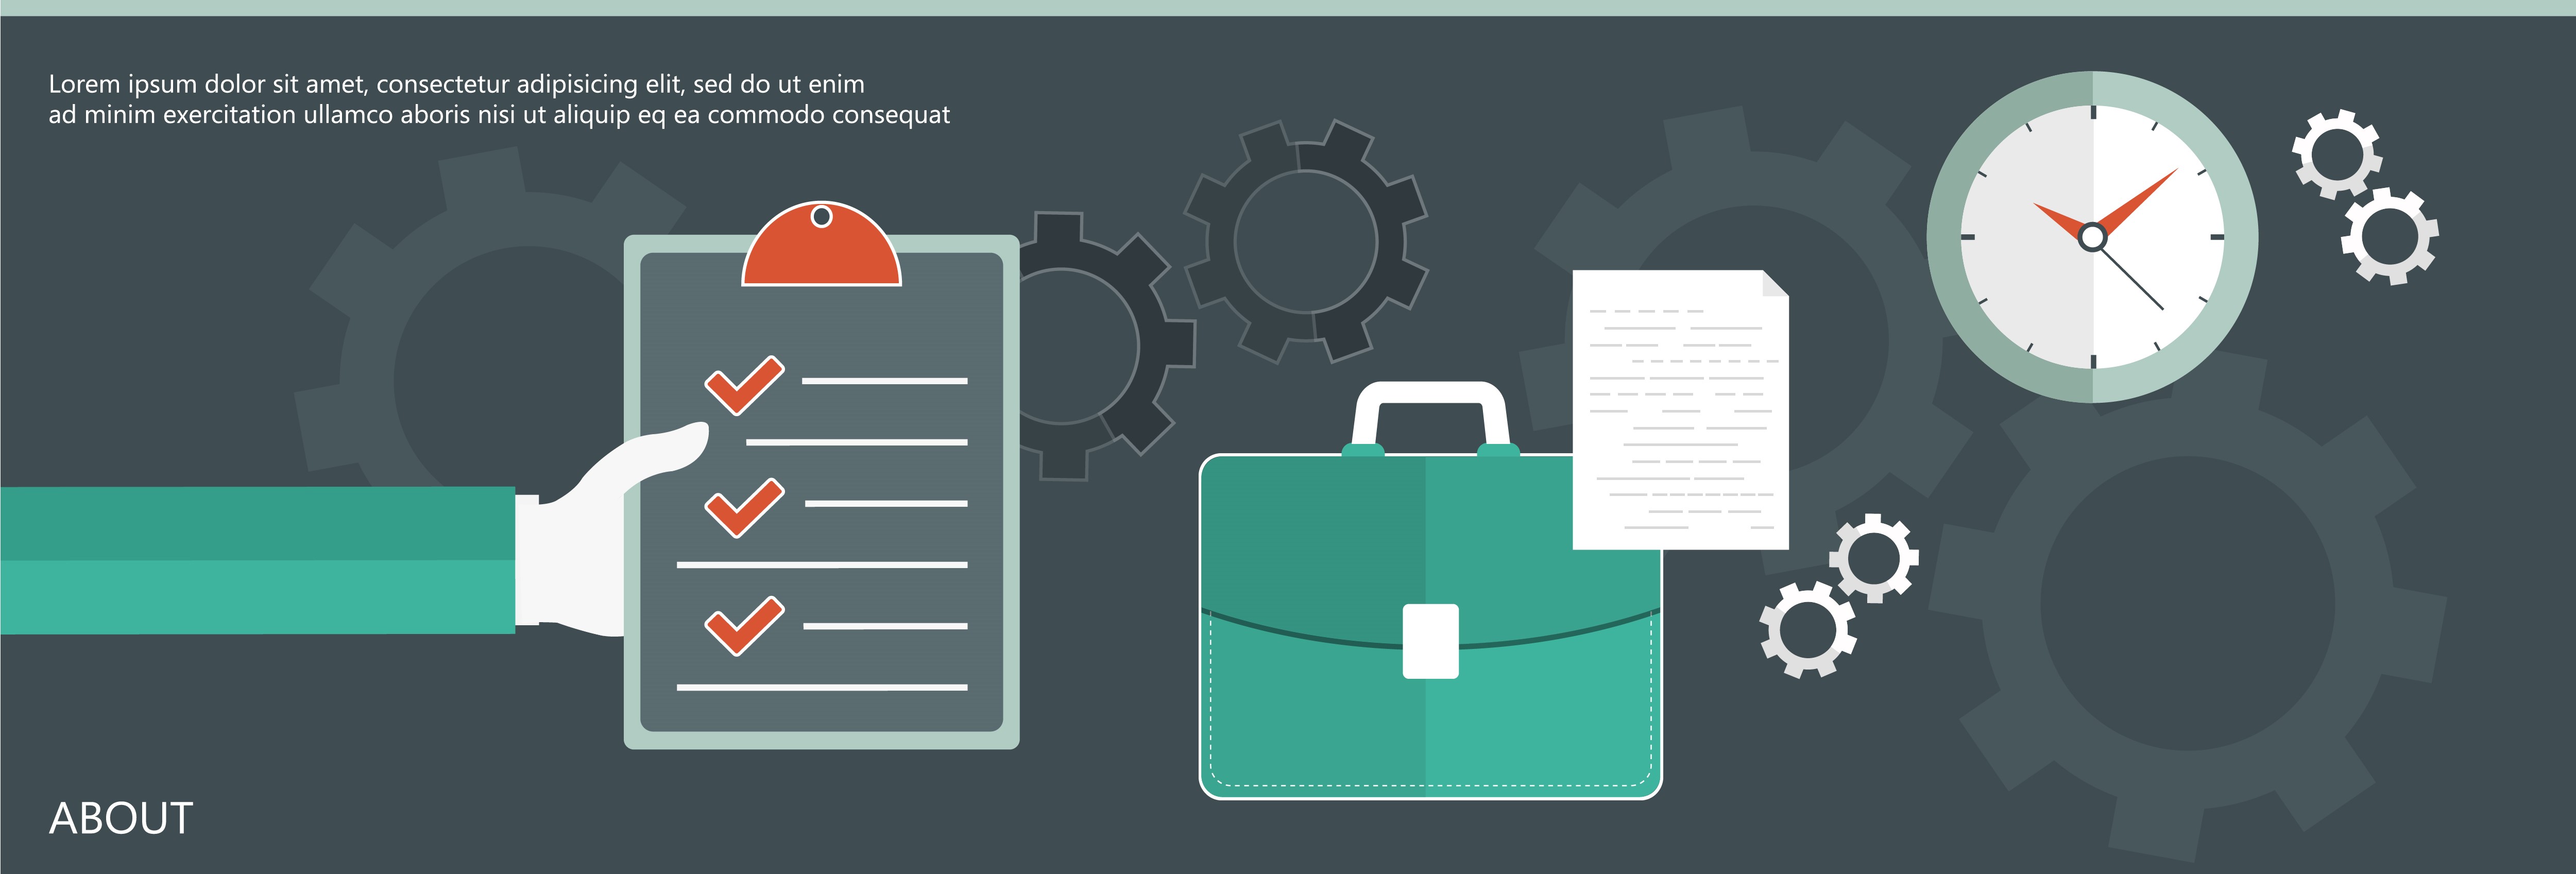 Lorem ipsum dolor sit amet, consectetur adipisicing elit, sed do ut enim
ad minim exercitation ullamco aboris nisi ut aliquip eq ea commodo consequat
ABOUT